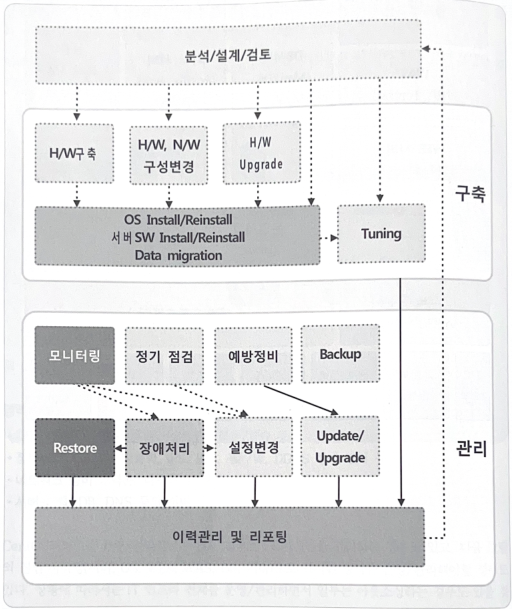 분석/설계/검토
H/W구축
H/W, N/W
구성변경
H/W
Upgrade
구축
OS Install/Reinstall
서버SW Install/Reinstall
Data migration
Tuning
모니터링
정기 점검
예방정비
Backup
Restore
장애처리
설정변경
Update/
Upgrade
관리
이력관리 및 리포팅